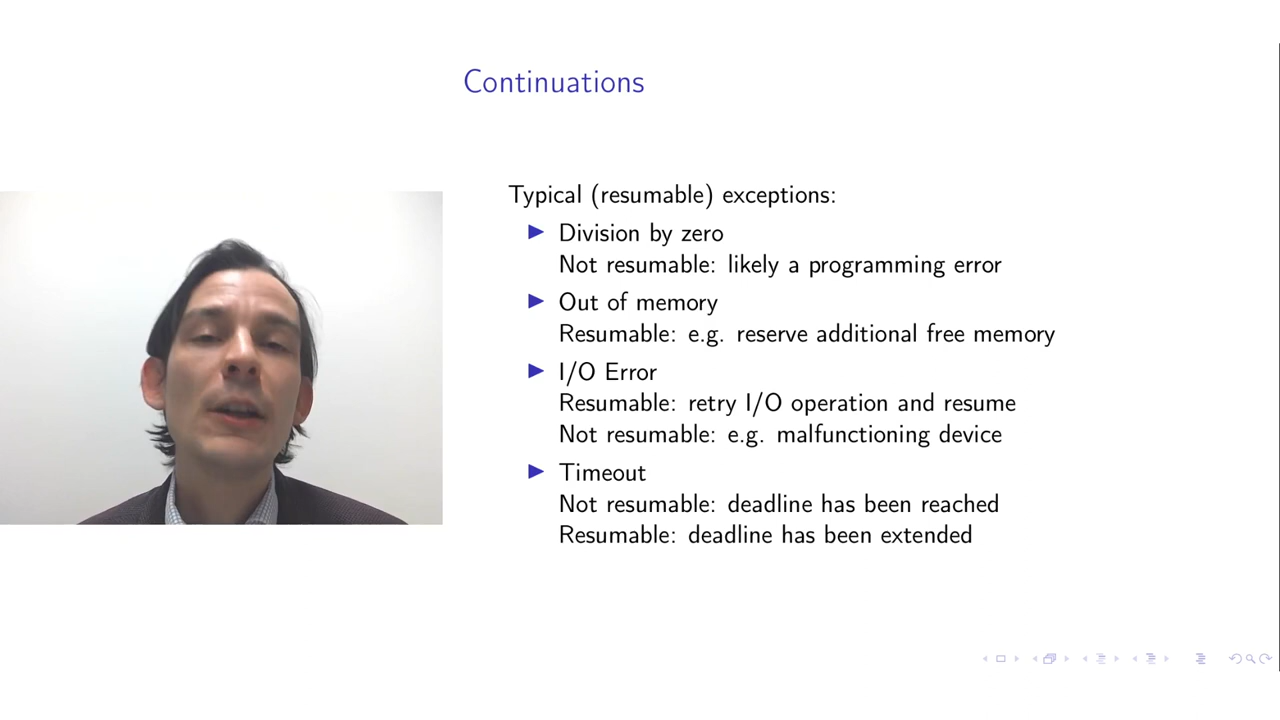 Continuations
Typical (resumable) exceptions:
Division by zero
Not resumable: likely a programming error
Out of memory
Resumable: e.g. reserve additional free memory
I/O Error
Resumable: retry I/O operation and resume
Not resumable: e.g. malfunctioning device
Timeout
Not resumable: deadline has been reached
Resumable: deadline has been extended